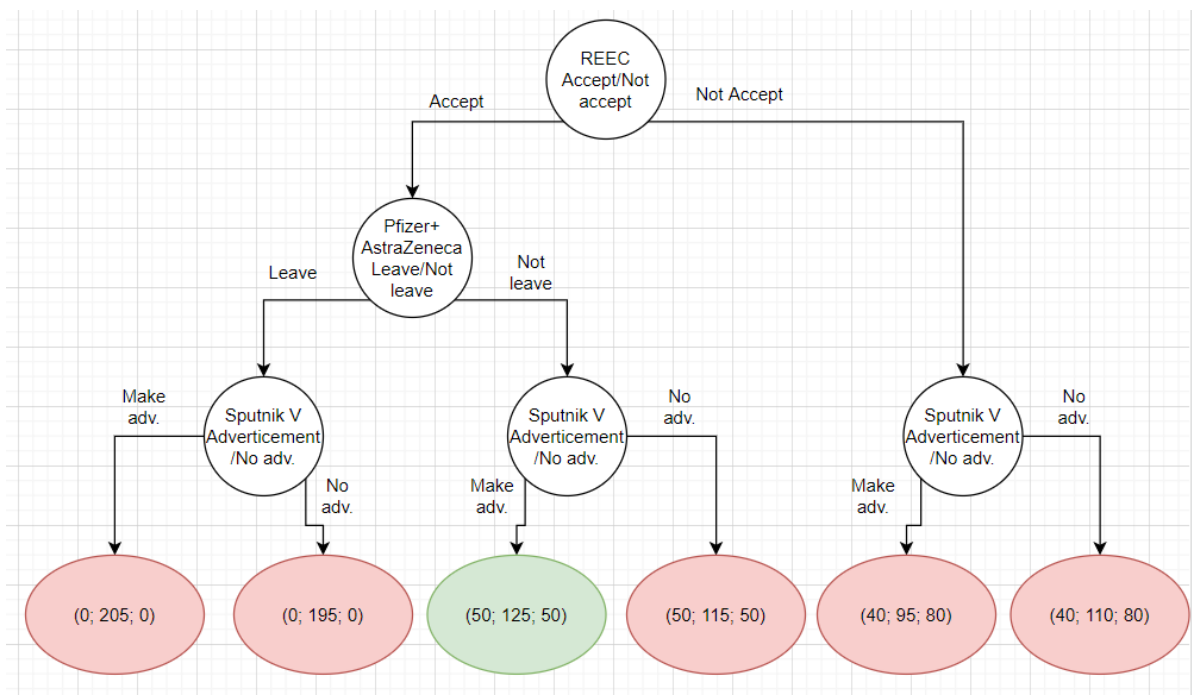 REEC
Accept/Not
accept
Accept
Not Accept
Pfizer+
AstraZeneca
Leave/Not
leave
Leave
Not
leave
Make
adv.
Sputnik V
Adverticement
/No adv.
No
adv.
Make
adv.
Sputnik V
Adverticement
/No adv.
No
adv.
Make
adv.
Sputnik V
Adverticement
/No adv.
No
adv.
(0; 205; 0)
(0; 195; 0)
(50; 125; 50)
(50; 115; 50)
(40; 95; 80)
(40; 110; 80)